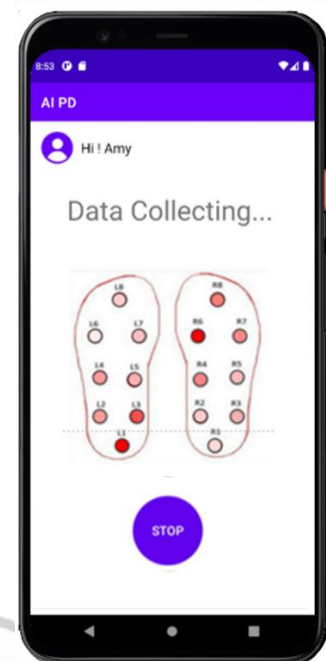 8:53
AI PD
Hi ! Amy
Data Collecting...
L8 R8
L6 L7 R6 R7
L4 L5 R4 R5
L2 L3 R2 R3
L1 R1
STOP